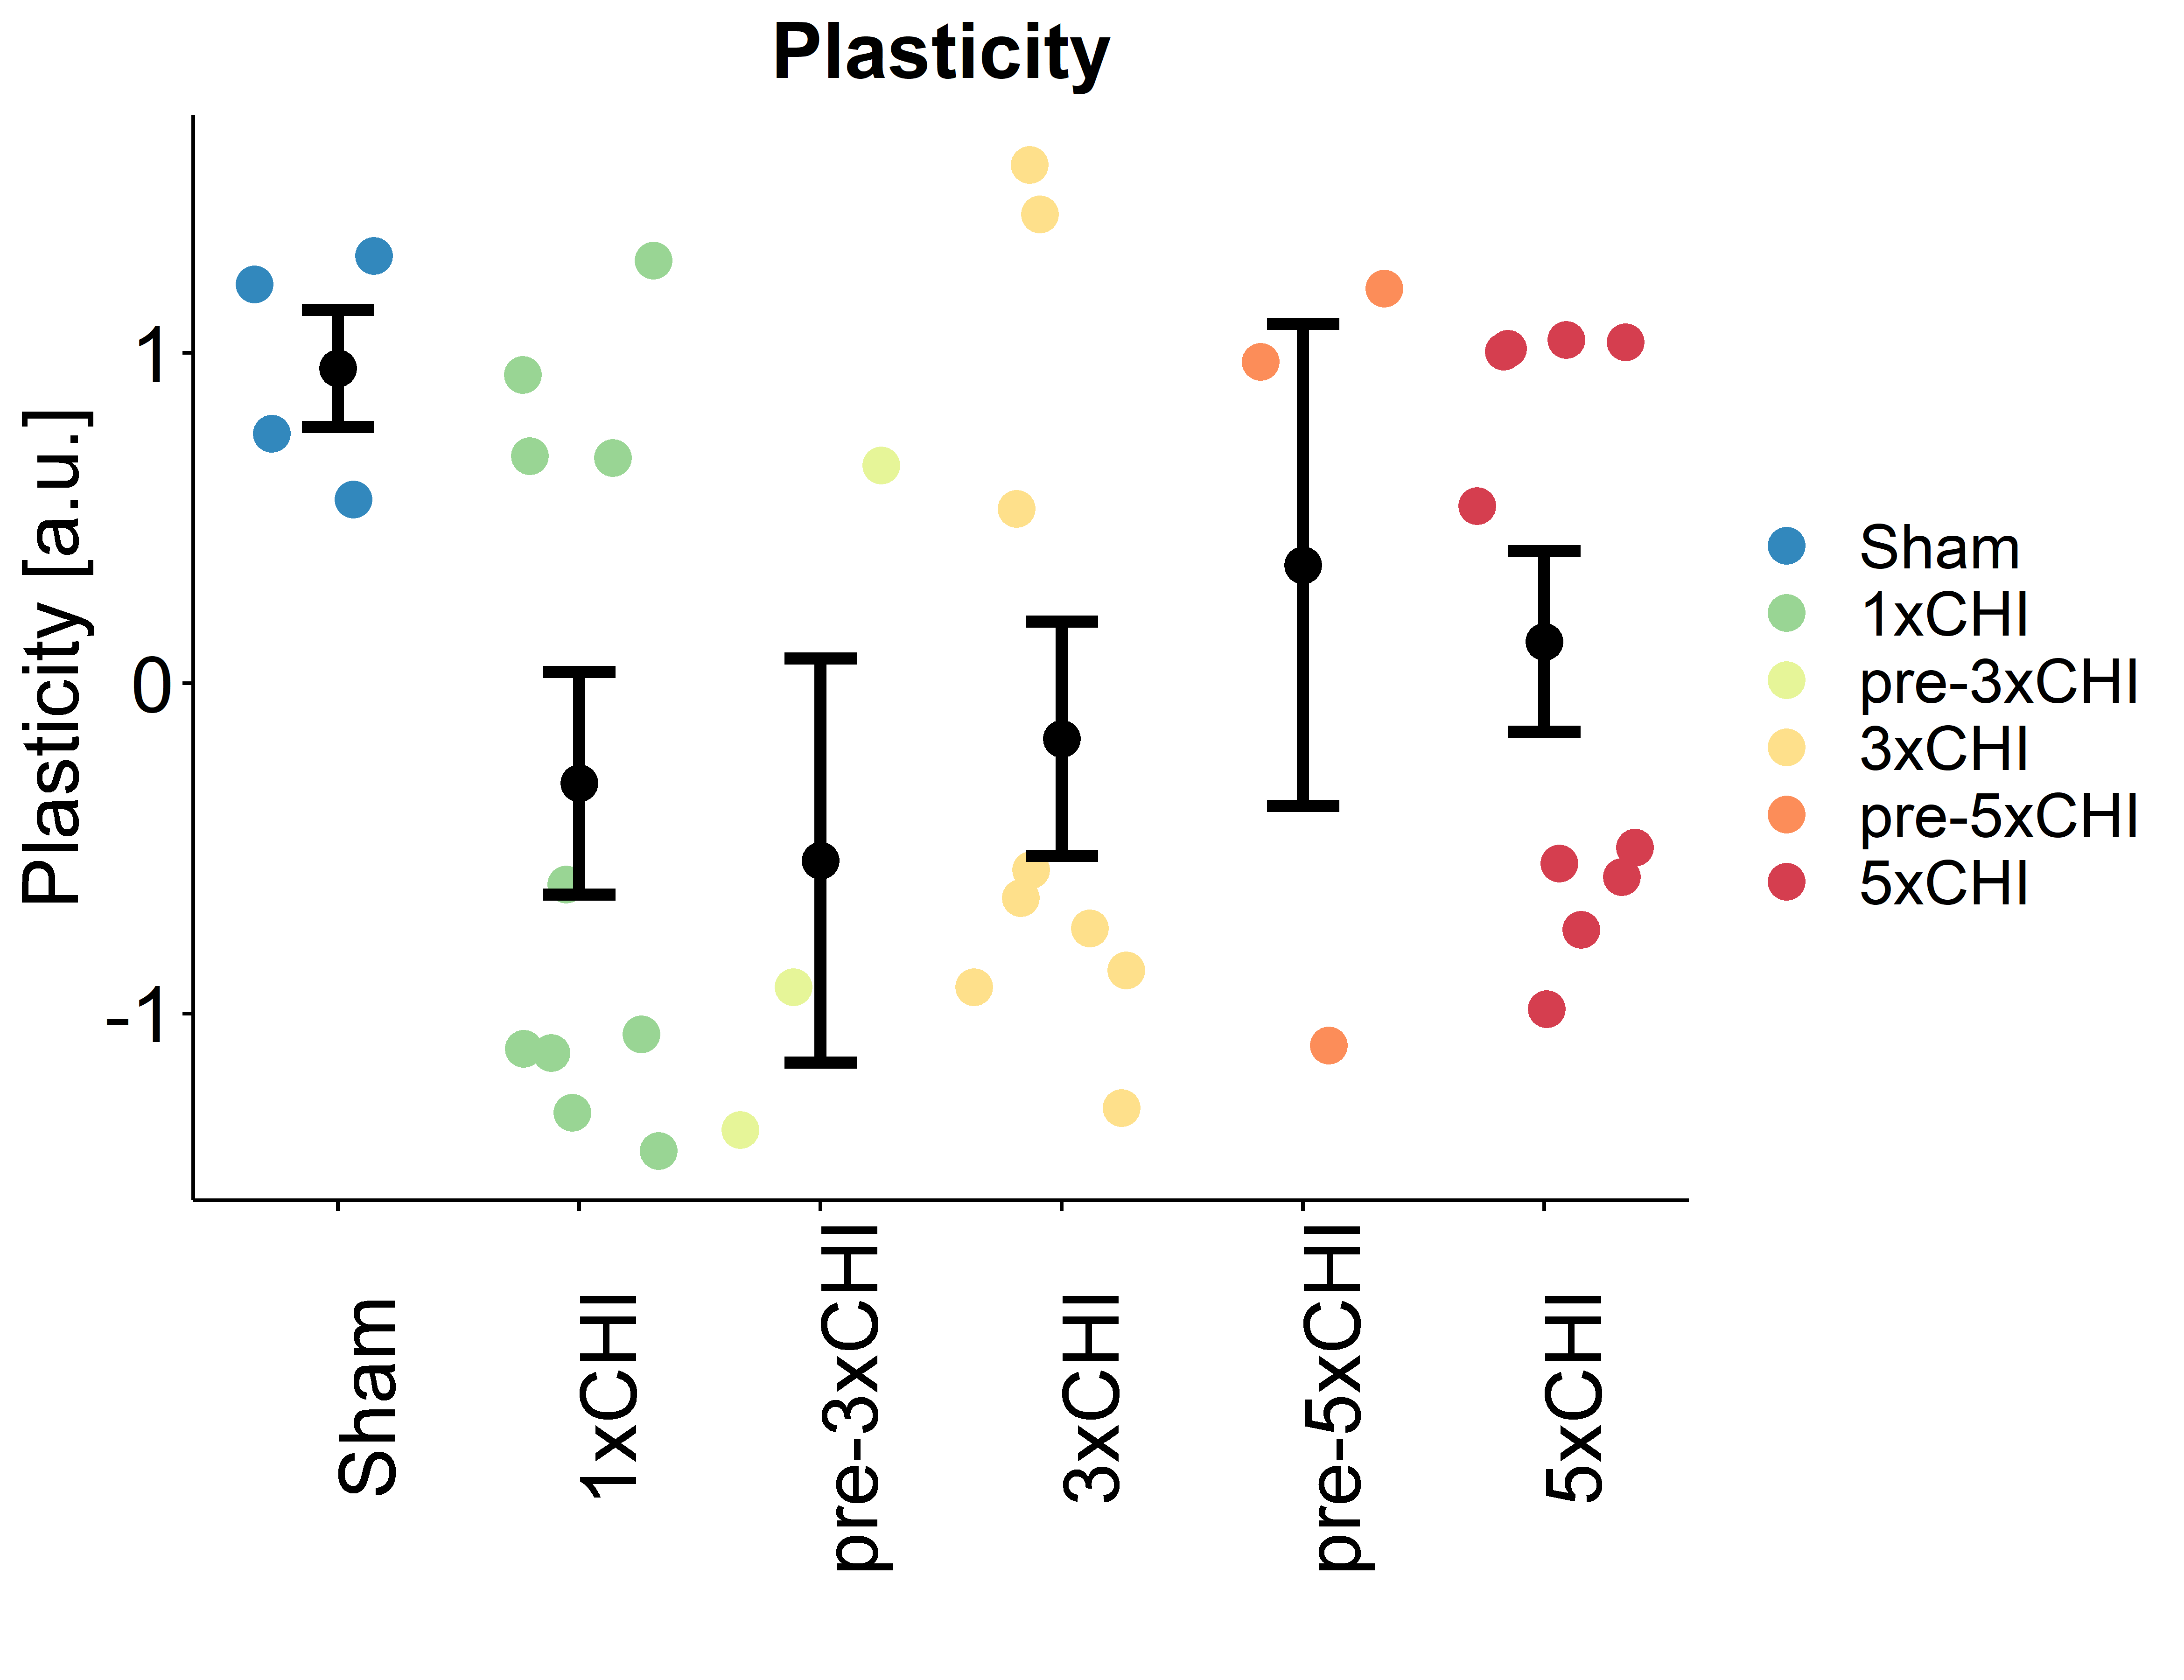 Plasticity
Plasticity [a.u.]
1
0
-1
Sham
1xCHI
pre-3xCHI
3xCHI
pre-5xCHI
5xCHI
Sham
1xCHI
pre-3xCHI
3xCHI
pre-5xCHI
5xCHI